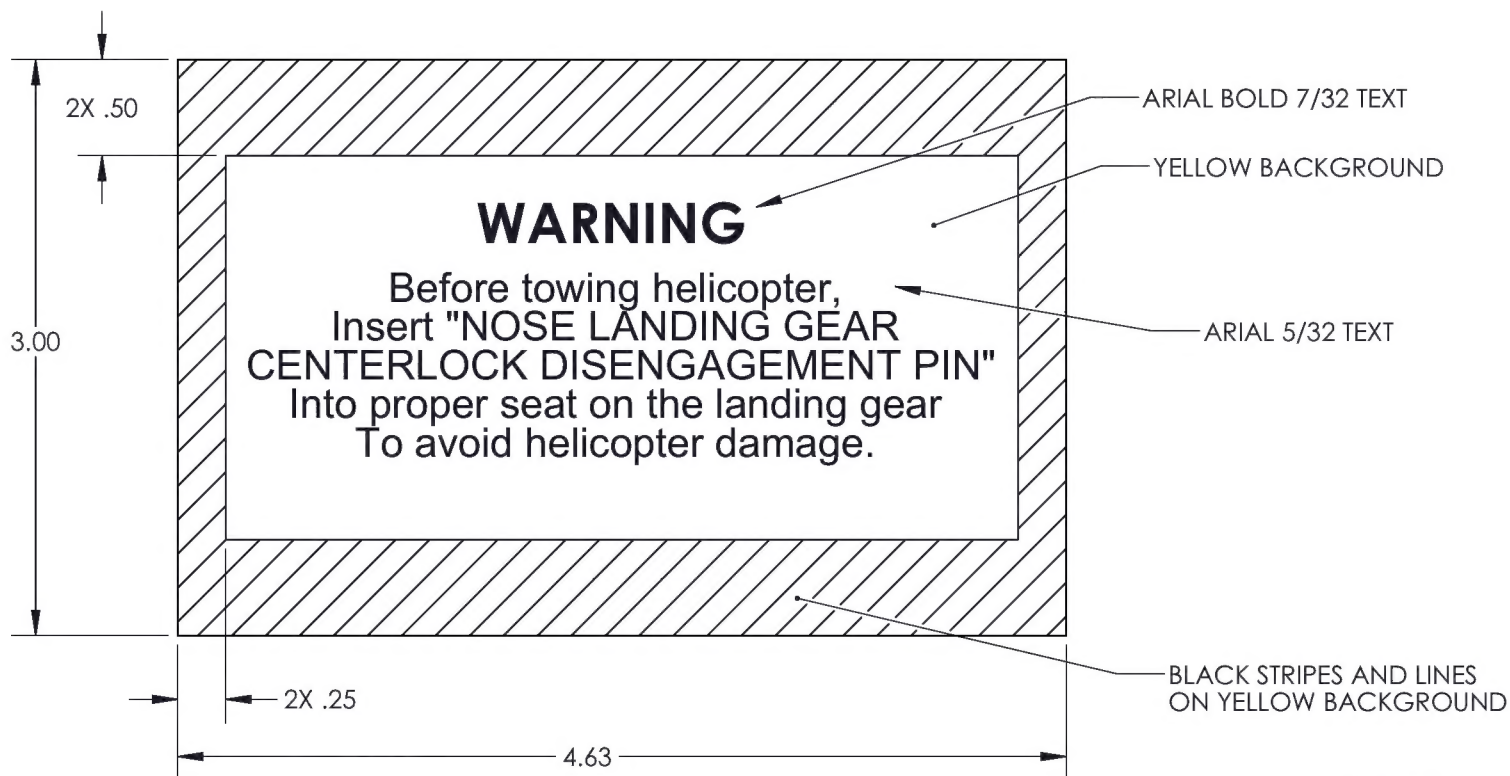 2X .50
ARIAL BOLD 7/32 TEXT
YELLOW BACKGROUND
WARNING
Before towing helicopter,
Insert "NOSE LANDING GEAR
CENTERLOCK DISENGAGEMENT PIN"
Into proper seat on the landing gear
To avoid helicopter damage.
3.00
ARIAL 5/32 TEXT
BLACK STRIPES AND LINES
ON YELLOW BACKGROUND
2X .25
4.63